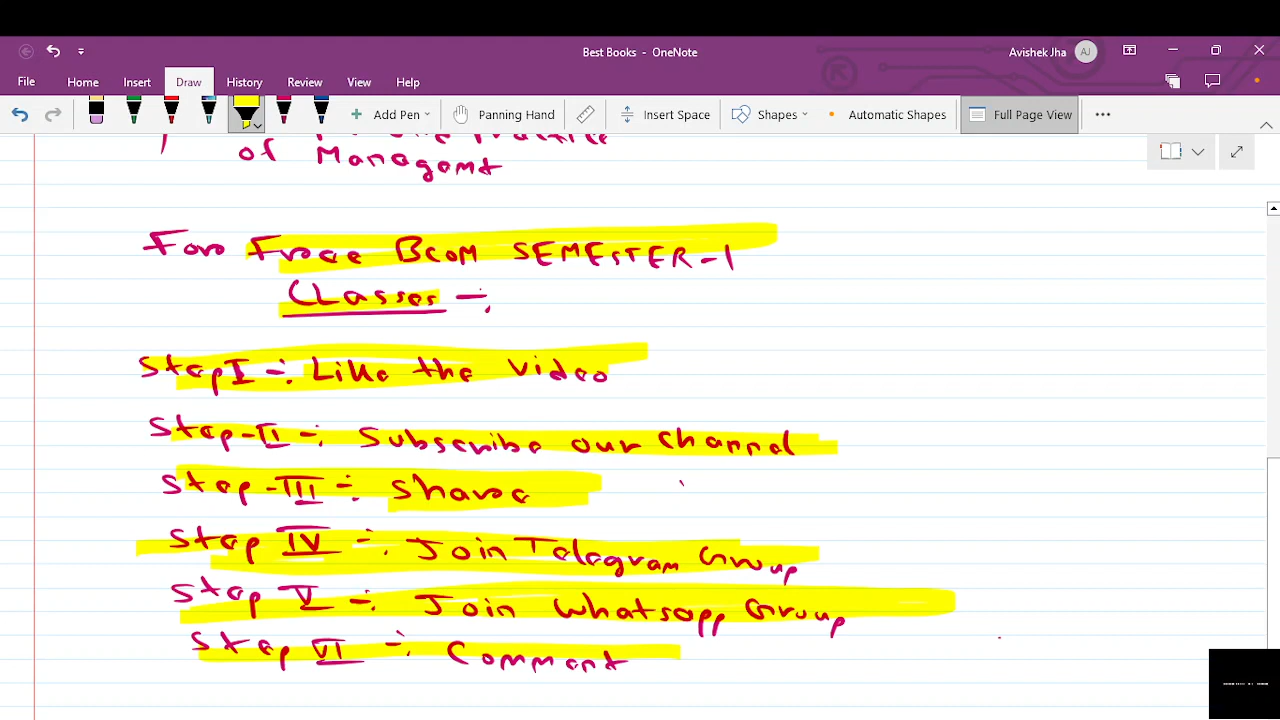 Best Books - OneNote
Avishek Jha AJ
File Home Insert Draw History Review View Help
Add Pen Panning Hand Insert Space Shapes Automatic Shapes Full Page View
of Managemt
For Free BCOM SEMESTER-1
CLasses -:
Step I -: Like the video
Step-II -: Subscribe our channel
Step-III -: share
Step IV -: Join Telegram Group
Step V -: Join whatsapp Group
Step VI -: Comment